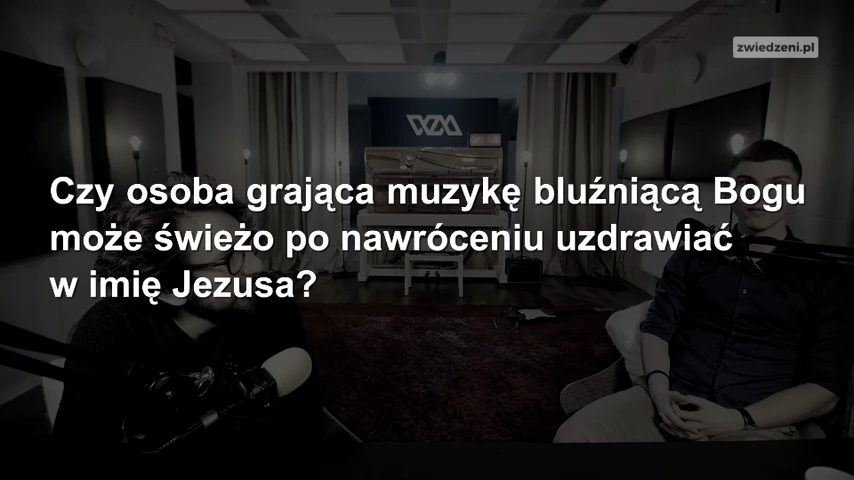 zwiedzeni.pl
Czy osoba grająca muzykę bluźniącą Bogu
może świeżo po nawróceniu uzdrawiać
w imię Jezusa?